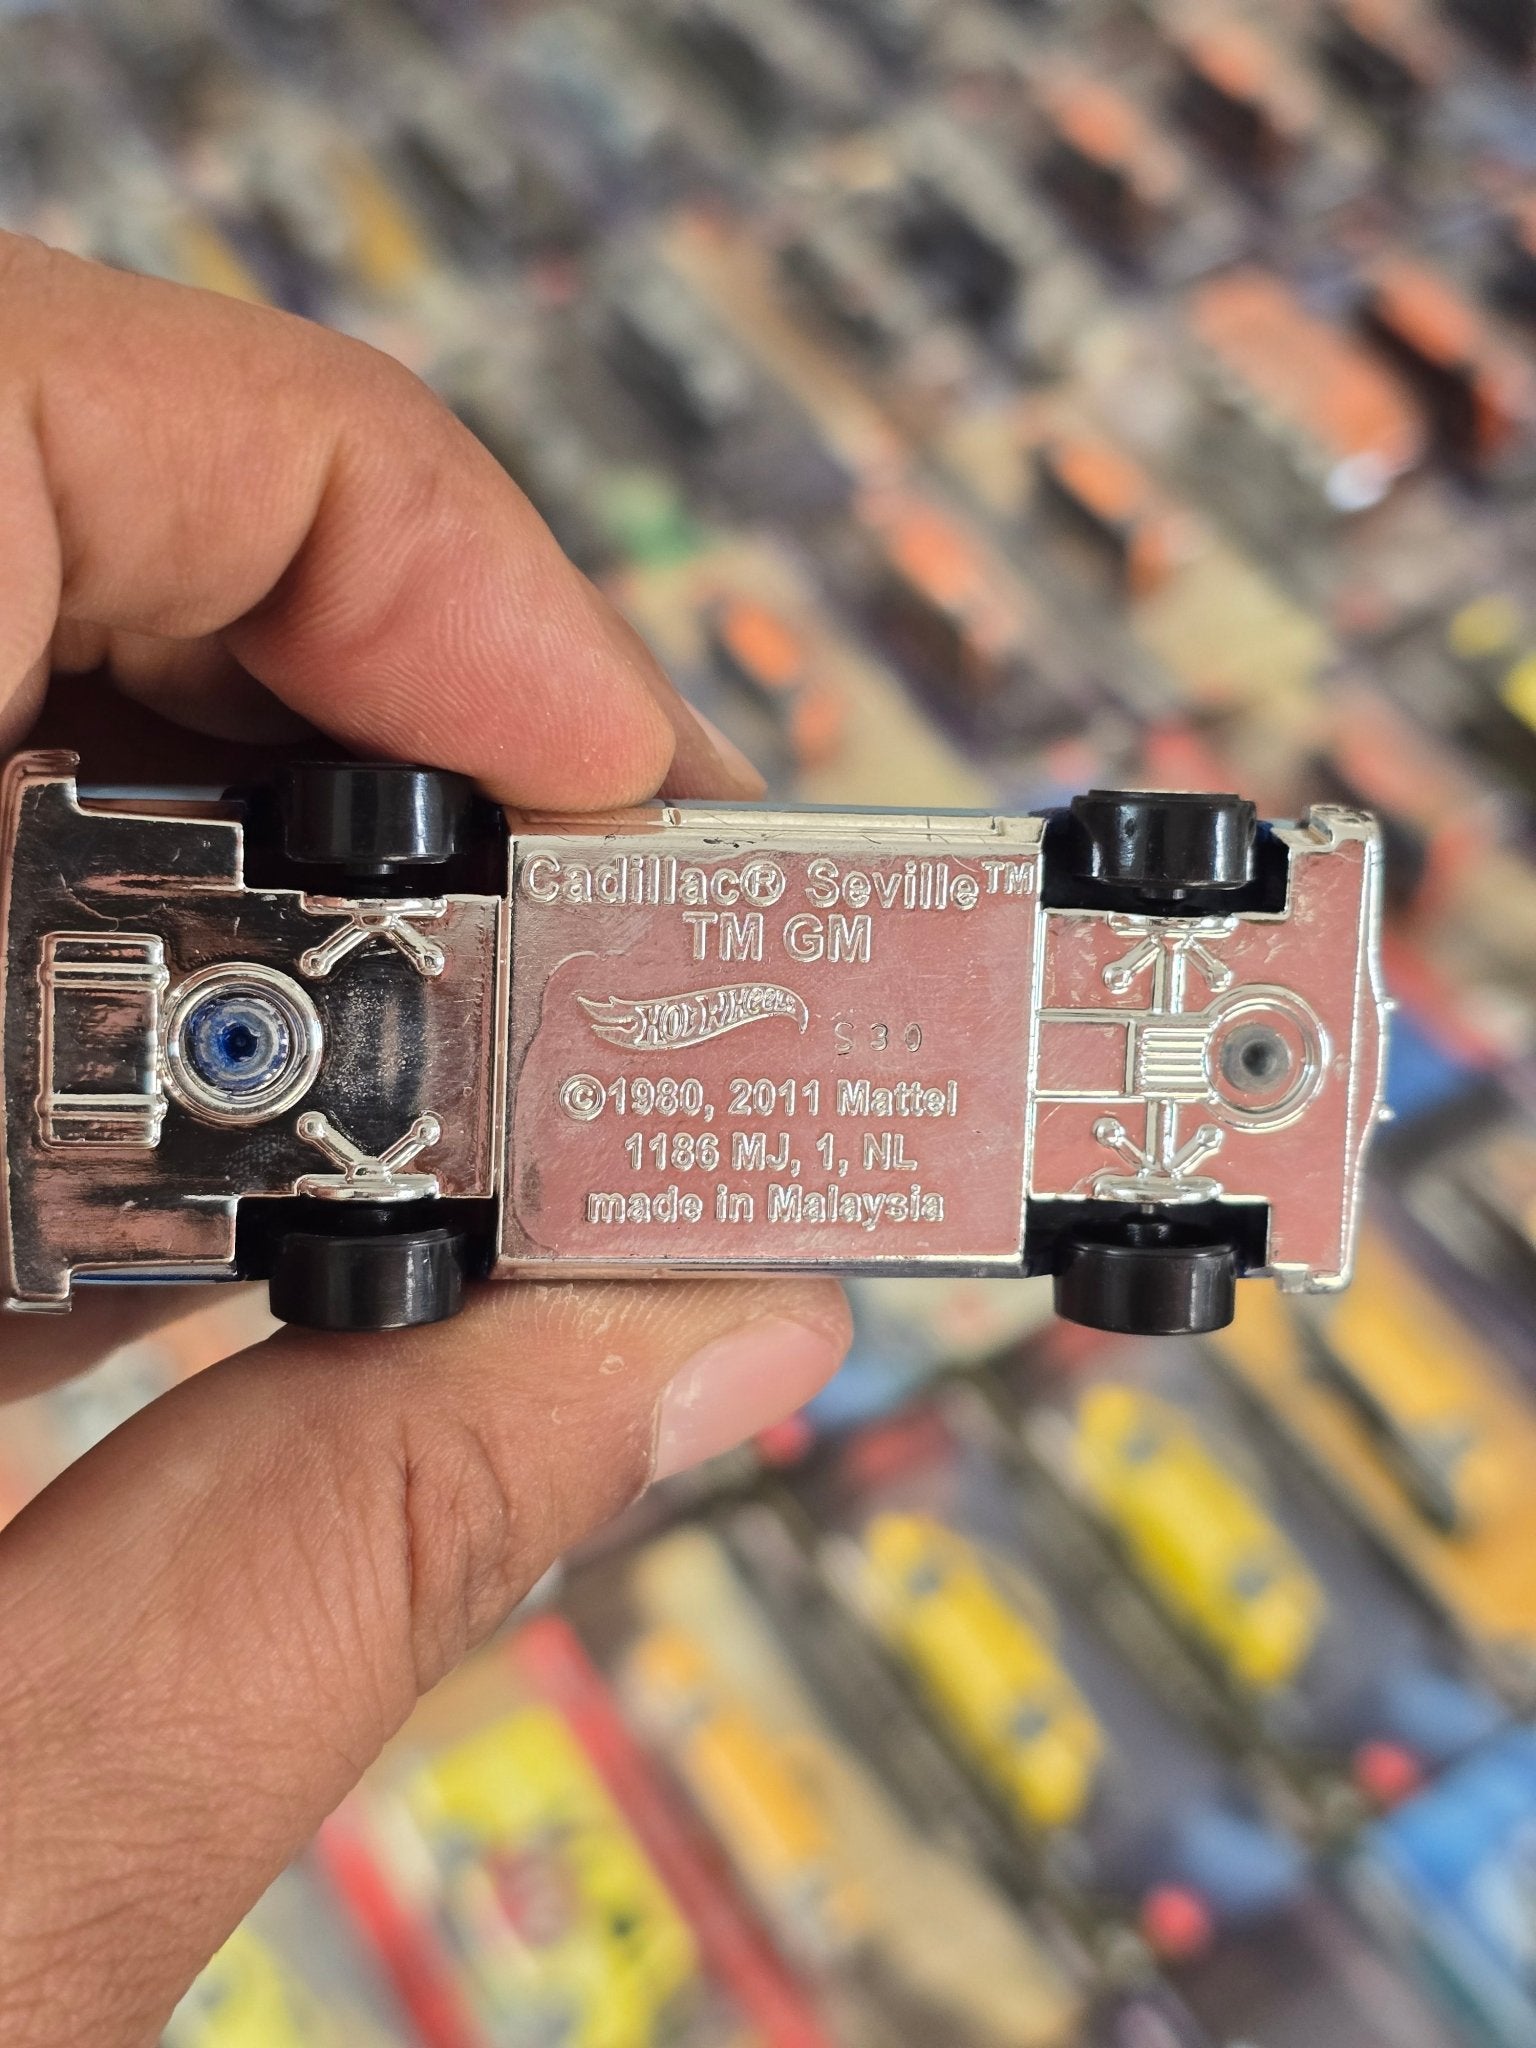 Cadillac® Seville™
TM GM
HOT WHEELS S30
©1980, 2011 Mattel
1186 MJ, 1, NL
made in Malaysia